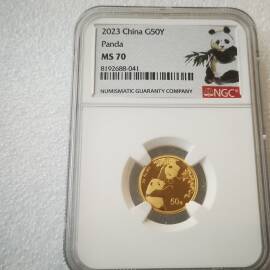 2023 China G50Y
Panda
MS 70
8192688-041
NUMISMATIC GUARANTY COMPANY
NGC
50元